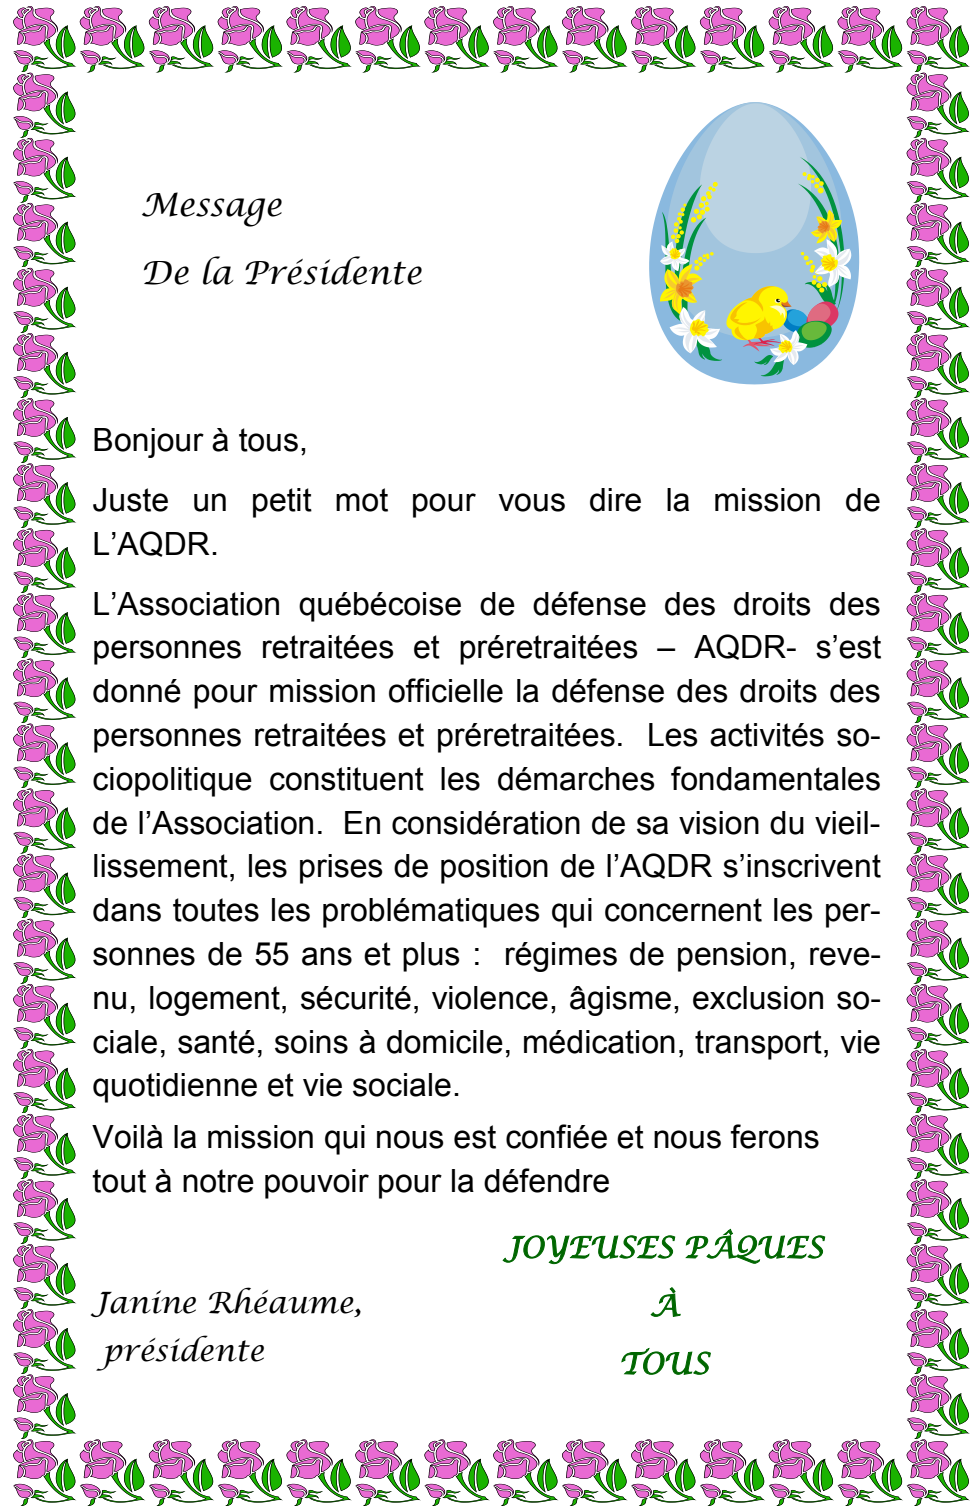 Message
De la Présidente
Bonjour à tous,
Juste un petit mot pour vous dire la mission de
L’AQDR.
L’Association québécoise de défense des droits des
personnes retraitées et préretraitées – AQDR- s’est
donné pour mission officielle la défense des droits des
personnes retraitées et préretraitées.  Les activités so-
ciopolitique constituent les démarches fondamentales
de l’Association.  En considération de sa vision du vieil-
lissement, les prises de position de l’AQDR s’inscrivent
dans toutes les problématiques qui concernent les per-
sonnes de 55 ans et plus :  régimes de pension, reve-
nu, logement, sécurité, violence, âgisme, exclusion so-
ciale, santé, soins à domicile, médication, transport, vie
quotidienne et vie sociale.
Voilà la mission qui nous est confiée et nous ferons
tout à notre pouvoir pour la défendre
JOYEUSES PÂQUES
À
TOUS
Janine Rhéaume,
présidente